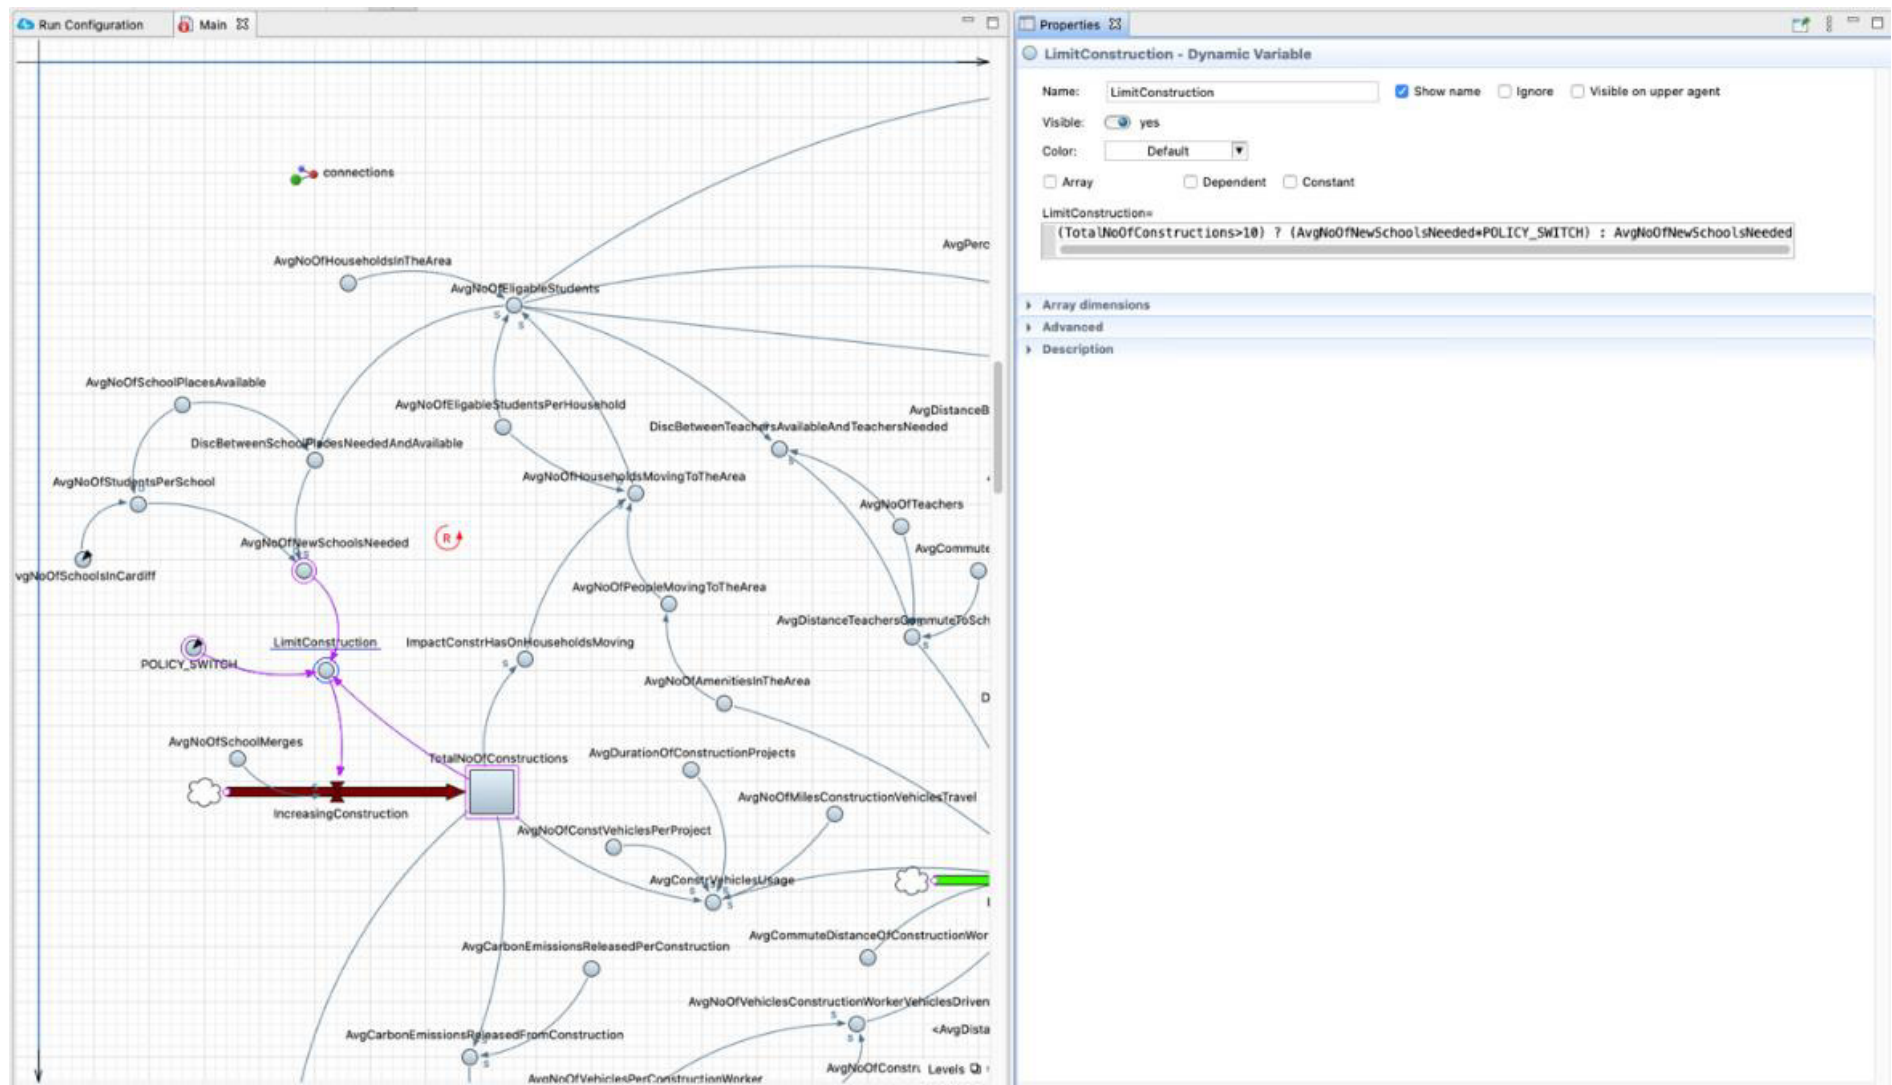 Run Configuration
Main
connections
AvgPerc
AvgNoOfHouseholdsInTheArea
AvgNoOfEligableStudents
AvgNoOfSchoolPlacesAvailable
AvgNoOfEligableStudentsPerHousehold
AvgDistanceB
DiscBetweenTeachersAvailableAndTeachersNeeded
DiscBetweenSchoolPlacesNeededAndAvailable
AvgNoOfHouseholdsMovingToTheArea
AvgNoOfStudentsPerSchool
AvgNoOfTeachers
AvgNoOfNewSchoolsNeeded
R
AvgCommute
vgNoOfSchoolsInCardiff
AvgNoOfPeopleMovingToTheArea
AvgDistanceTeachersCommuteToSch
LimitConstruction
ImpactConstrHasOnHouseholdsMoving
POLICY_SWITCH
AvgNoOfAmenitiesInTheArea
D
AvgNoOfSchoolMerges
AvgDurationOfConstructionProjects
TotalNoOfConstructions
AvgNoOfMilesConstructionVehiclesTravel
IncreasingConstruction
AvgNoOfConstVehiclesPerProject
AvgConstrVehiclesUsage
AvgCommuteDistanceOfConstructionWor
AvgCarbonEmissionsReleasedPerConstruction
AvgNoOfVehiclesConstructionWorkerVehiclesDriven
<AvgDista
AvgCarbonEmissionsReleasedFromConstruction
AvgNoOfConstru
Levels
AvgNoOfVehiclesPerConstructionWorker
Properties
LimitConstruction - Dynamic Variable
Name: LimitConstruction Show name Ignore Visible on upper agent
Visible: yes
Color: Default
Array Dependent Constant
LimitConstruction=
(TotalNoOfConstructions>10) ? (AvgNoOfNewSchoolsNeeded*POLICY_SWITCH) : AvgNoOfNewSchoolsNeeded
Array dimensions
Advanced
Description